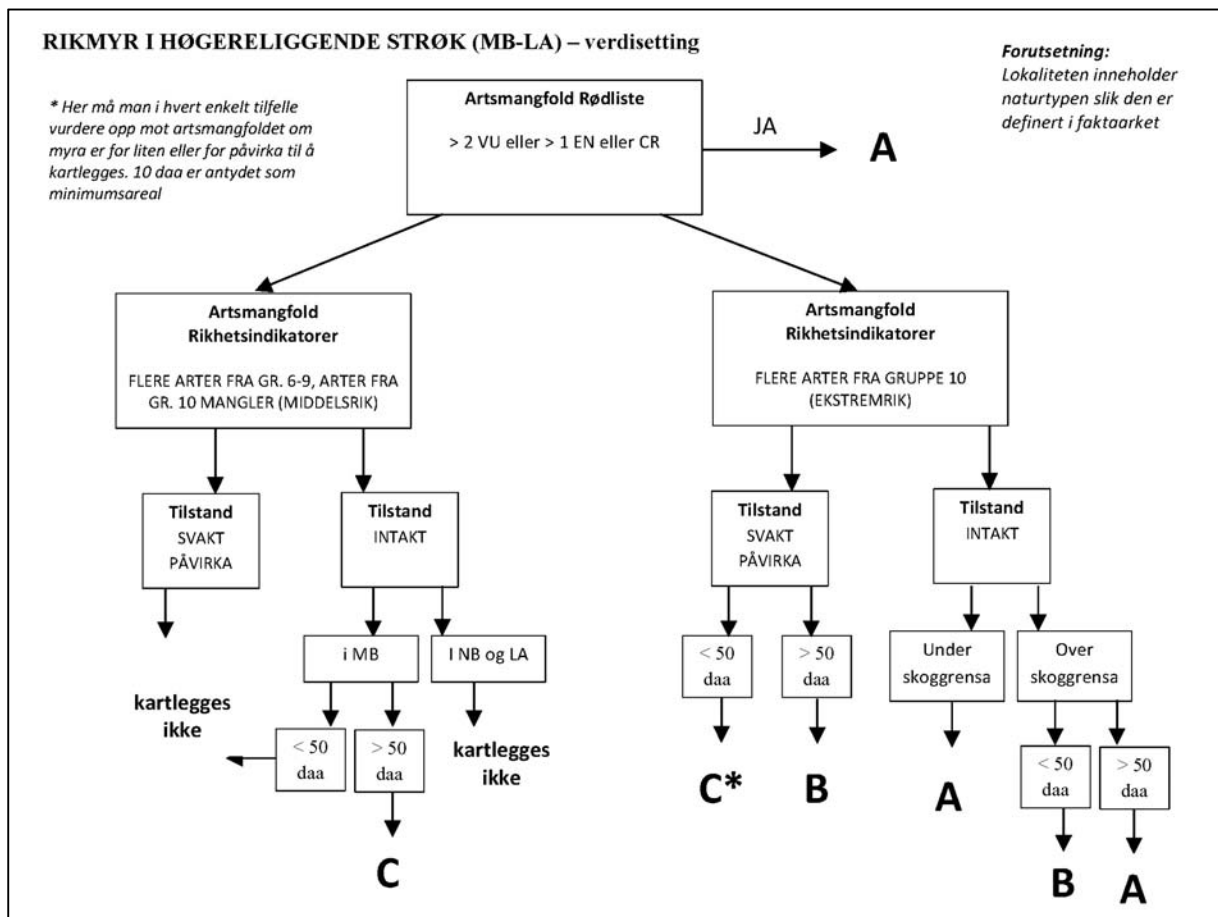 RIKMYR I HØGERELIGGENDE STRØK (MB-LA) – verdisetting
Forutsetning:
Lokaliteten inneholder
naturtypen slik den er
definert i faktaarket
* Her må man i hvert enkelt tilfelle
vurdere opp mot artsmangfoldet om
myra er for liten eller for påvirka til å
kartlegges. 10 daa er antydet som
minimumsareal
Artsmangfold Rødliste
> 2 VU eller > 1 EN eller CR
JA
A
Artsmangfold
Rikhetsindikatorer
FLERE ARTER FRA GR. 6-9, ARTER FRA
GR. 10 MANGLER (MIDDELSRIK)
Artsmangfold
Rikhetsindikatorer
FLERE ARTER FRA GRUPPE 10
(EKSTREMRIK)
Tilstand
SVAKT
PÅVIRKA
Tilstand
INTAKT
Tilstand
SVAKT
PÅVIRKA
Tilstand
INTAKT
i MB
I NB og LA
< 50
daa
> 50
daa
Under
skoggrensa
Over
skoggrensa
kartlegges
ikke
< 50
daa
> 50
daa
kartlegges
ikke
C*
B
A
< 50
daa
> 50
daa
C
B
A